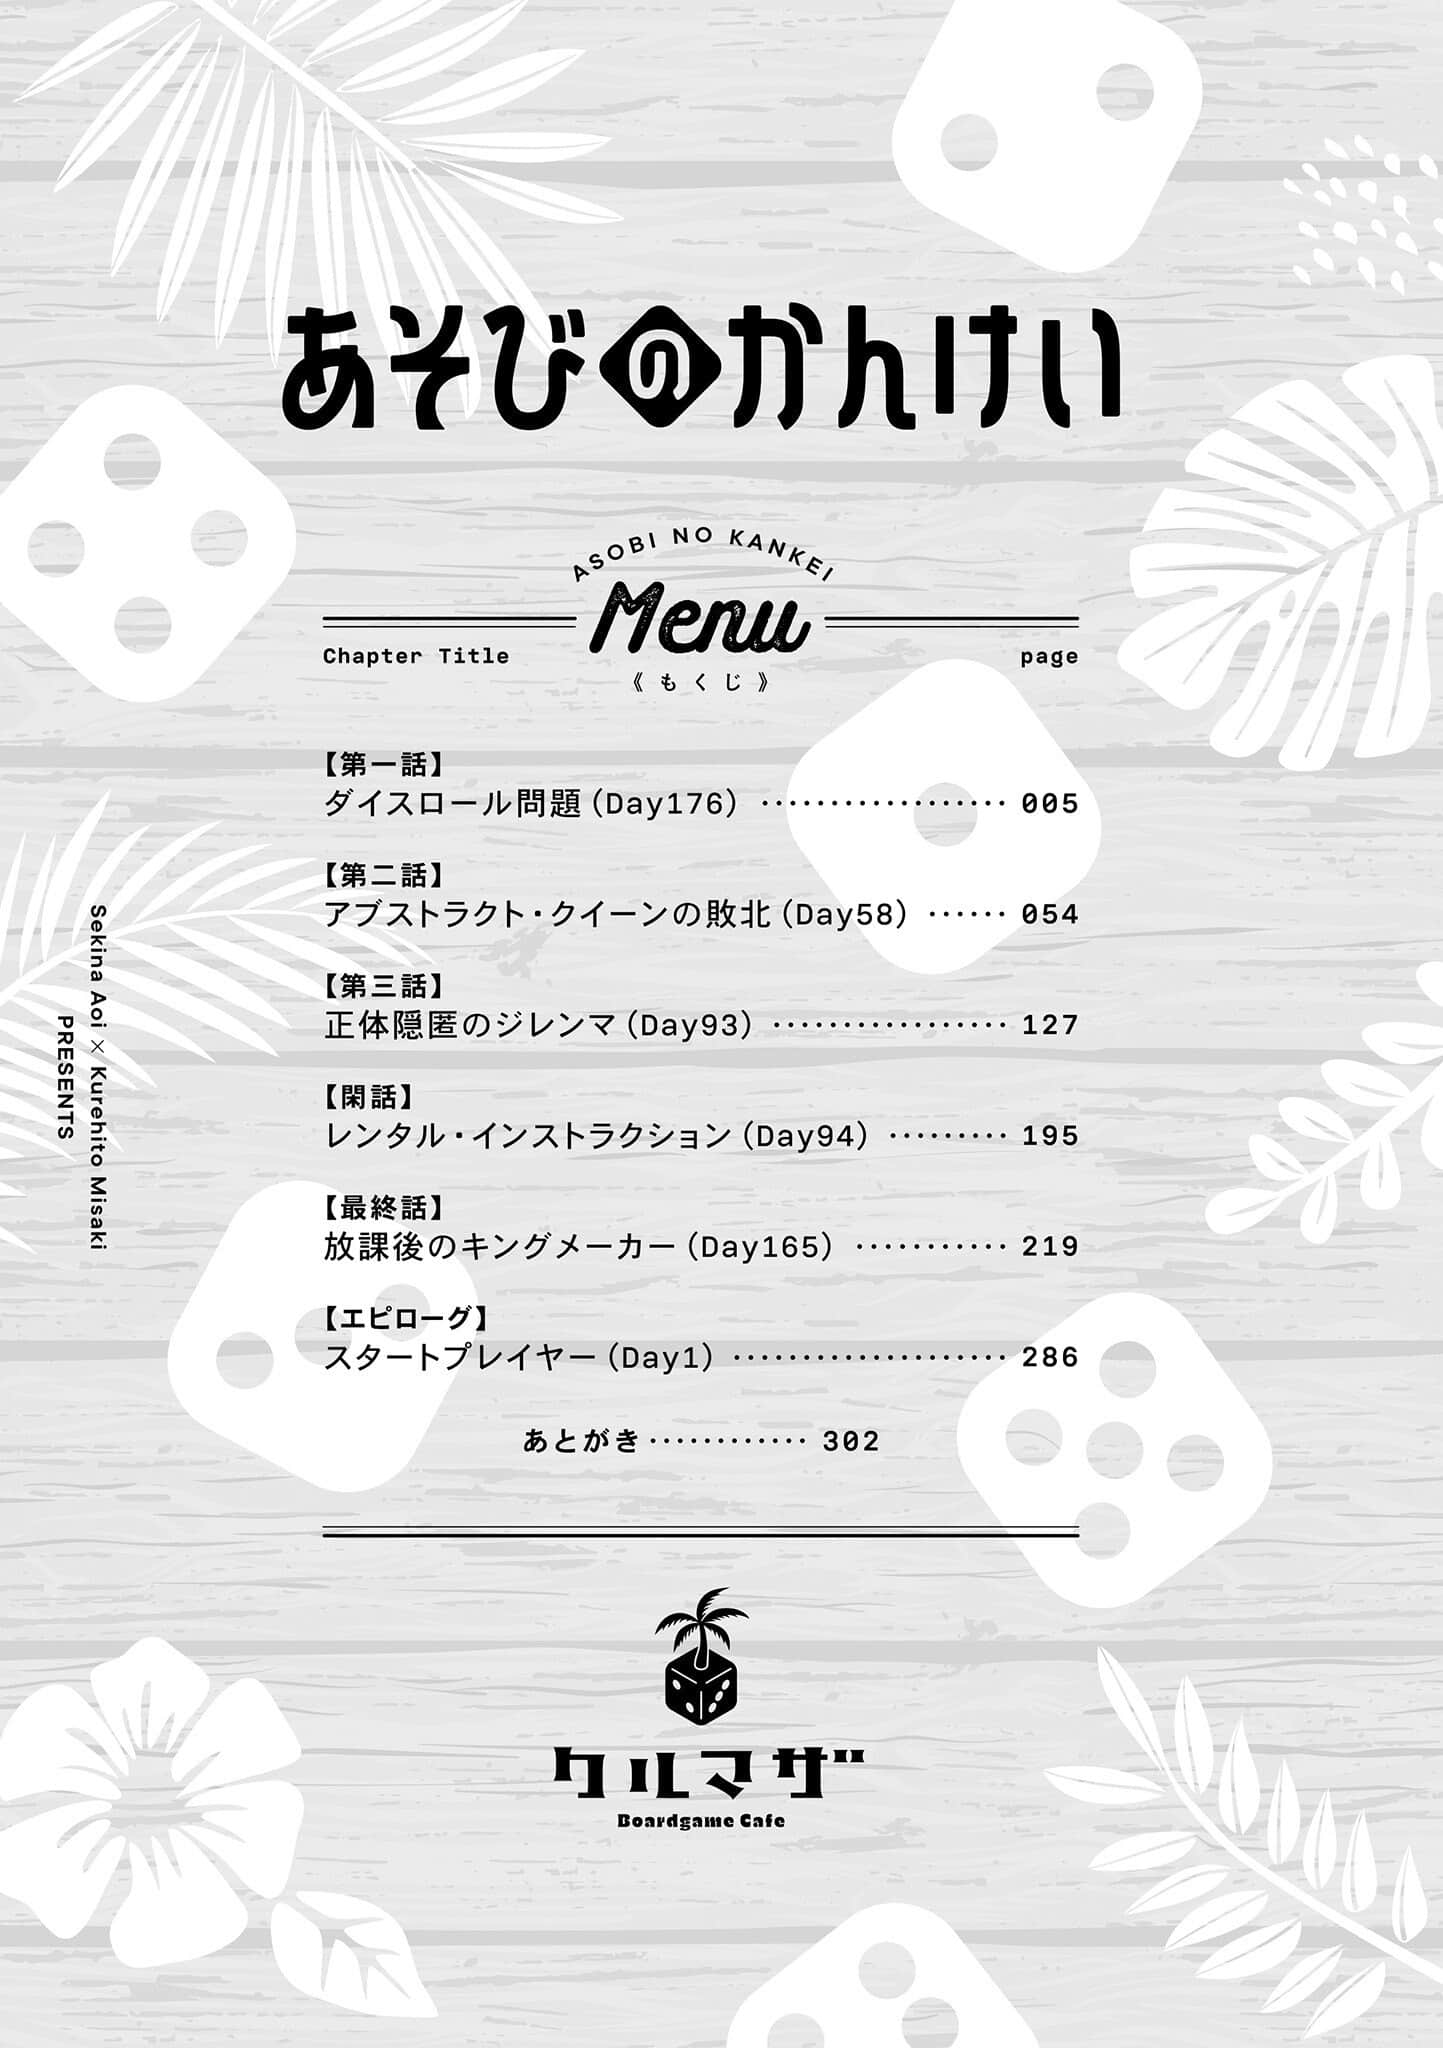 あそびのかんけい
ASOBI NO KANKEI
Menu
Chapter Title
page
《もくじ》
【第一話】
ダイスロール問題（Day176）‥‥‥‥‥‥‥‥‥ 005
【第二話】
アブストラクト・クイーンの敗北（Day58）‥‥‥ 054
【第三話】
正体隠匿のジレンマ（Day93）‥‥‥‥‥‥‥‥‥ 127
【閑話】
レンタル・インストラクション（Day94）‥‥‥‥ 195
【最終話】
放課後のキングメーカー（Day165）‥‥‥‥‥ 219
【エピローグ】
スタートプレイヤー（Day1）‥‥‥‥‥‥‥‥‥‥ 286
あとがき‥‥‥‥‥‥ 302
Sekina Aoi × Kurehito Misaki
PRESENTS
クルマザ
Boardgame Cafe